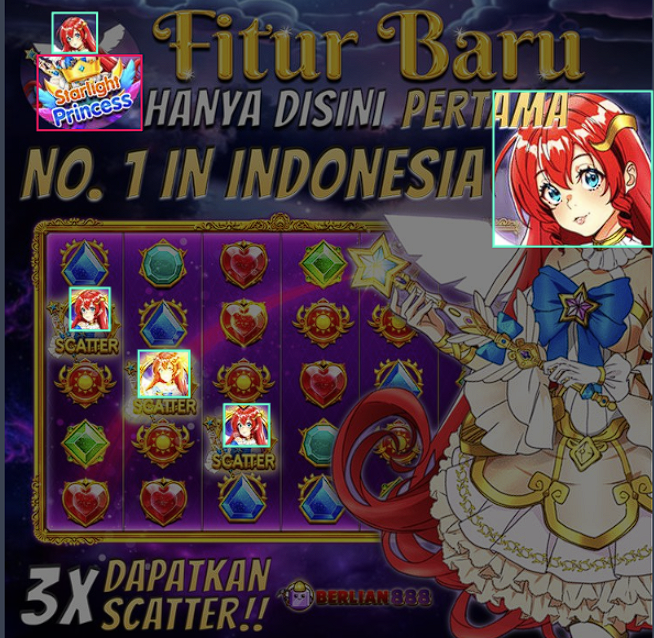 Fitur Baru
Starlight
Princess
HANYA DISINI PERTAMA
NO. 1 IN INDONESIA
SCATTER
SCATTER
SCATTER
3X DAPATKAN
SCATTER!!
BERLIAN888